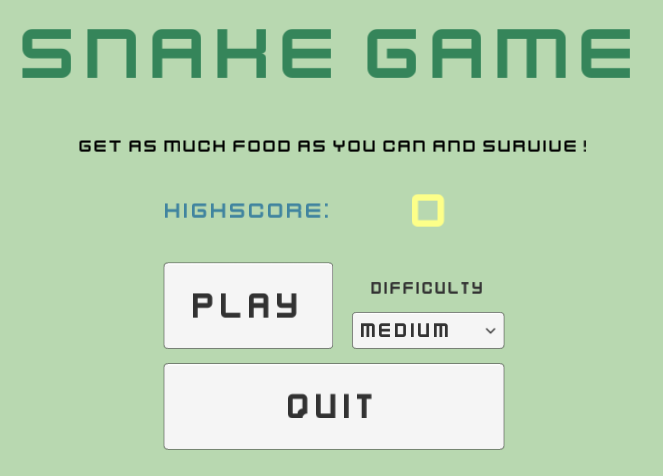 SNAKE GAME
GET AS MUCH FOOD AS YOU CAN AND SURVIVE !
HIGHSCORE: 0
PLAY
DIFFICULTY
MEDIUM
QUIT